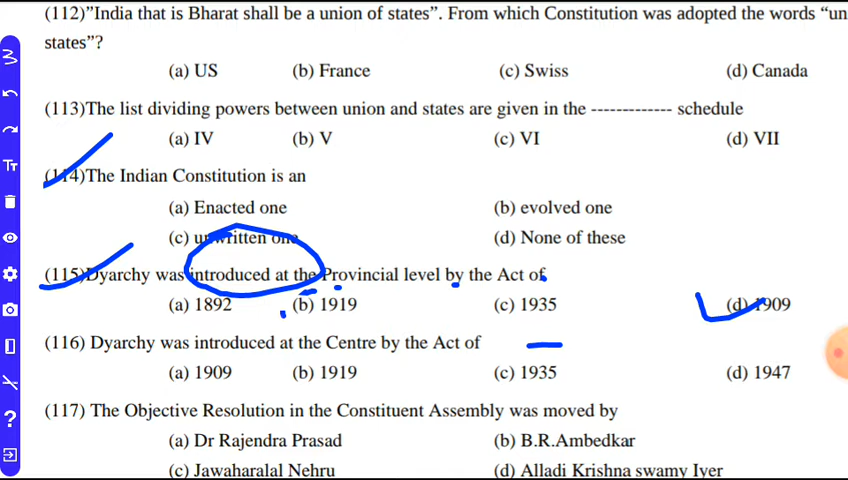 (112)”India that is Bharat shall be a union of states”. From which Constitution was adopted the words “un
states”?
(a) US (b) France (c) Swiss (d) Canada
(113)The list dividing powers between union and states are given in the ------------- schedule
(a) IV (b) V (c) VI (d) VII
(114)The Indian Constitution is an
(a) Enacted one (b) evolved one
(c) unwritten one (d) None of these
(115)Dyarchy was introduced at the Provincial level by the Act of
(a) 1892 (b) 1919 (c) 1935 (d) 1909
(116) Dyarchy was introduced at the Centre by the Act of
(a) 1909 (b) 1919 (c) 1935 (d) 1947
(117) The Objective Resolution in the Constituent Assembly was moved by
(a) Dr Rajendra Prasad (b) B.R.Ambedkar
(c) Jawaharalal Nehru (d) Alladi Krishna swamy Iyer